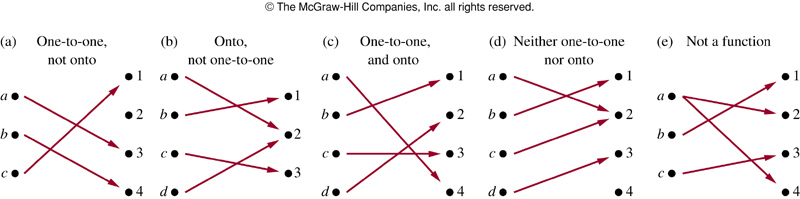 © The McGraw-Hill Companies, Inc. all rights reserved.
(a) One-to-one,
not onto
a
b
c
1
2
3
4
(b) Onto,
not one-to-one
a
b
c
d
1
2
3
(c) One-to-one,
and onto
a
b
c
d
1
2
3
4
(d) Neither one-to-one
nor onto
a
b
c
d
1
2
3
4
(e) Not a function
a
b
c
1
2
3
4